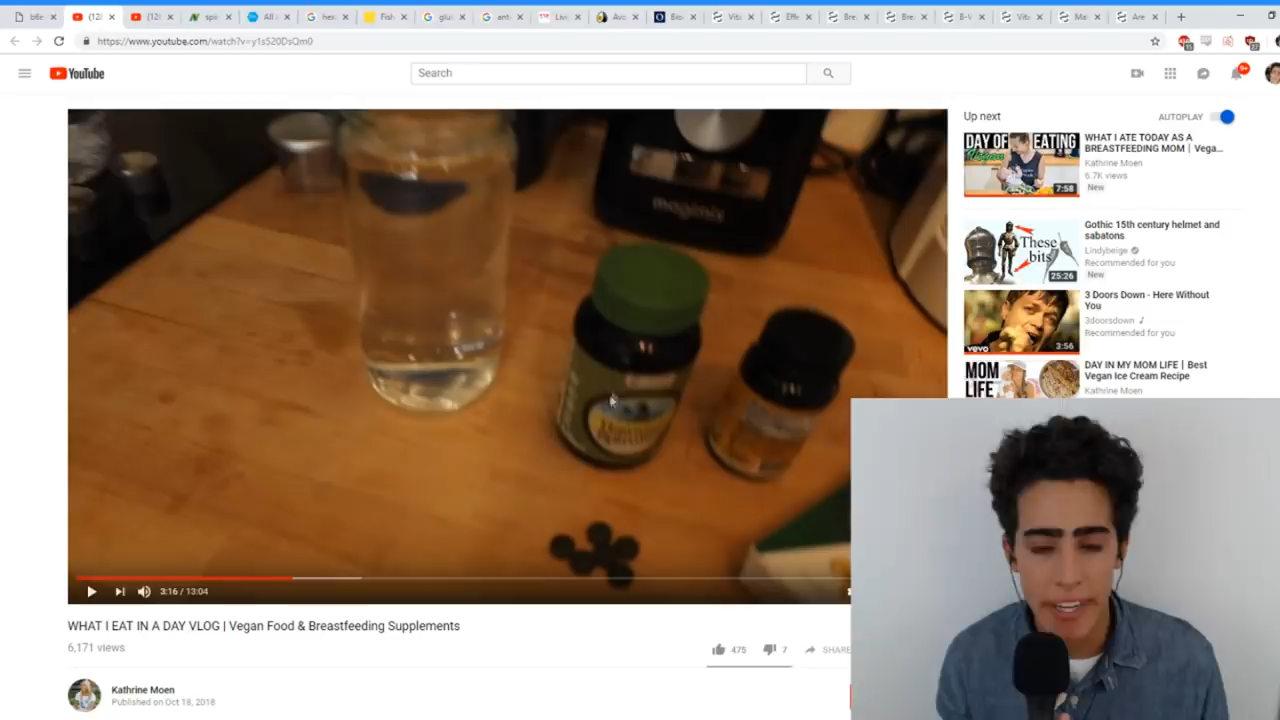 https://www.youtube.com/watch?v=y1s520DsQm0
YouTube
Search
9+
magimix
Up next
AUTOPLAY
DAY OF EATING
7:58
WHAT I ATE TODAY AS A
BREASTFEEDING MOM | Vega...
Kathrine Moen
6.7K views
New
These
bits
25:26
Gothic 15th century helmet and
sabatons
Lindybeige
Recommended for you
New
vevo
3:56
3 Doors Down - Here Without
You
3doorsdown
Recommended for you
MOM
LIFE
DAY IN MY MOM LIFE | Best
Vegan Ice Cream Recipe
Kathrine Moen
3:16 / 13:04
WHAT I EAT IN A DAY VLOG | Vegan Food & Breastfeeding Supplements
6,171 views
475
7
SHARE
Kathrine Moen
Published on Oct 18, 2018